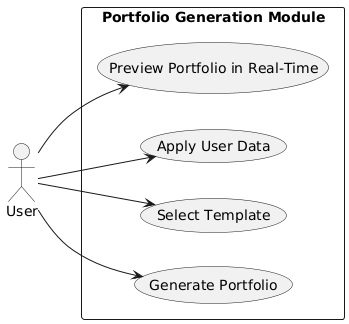 Portfolio Generation Module
Preview Portfolio in Real-Time
Apply User Data
User
Select Template
Generate Portfolio